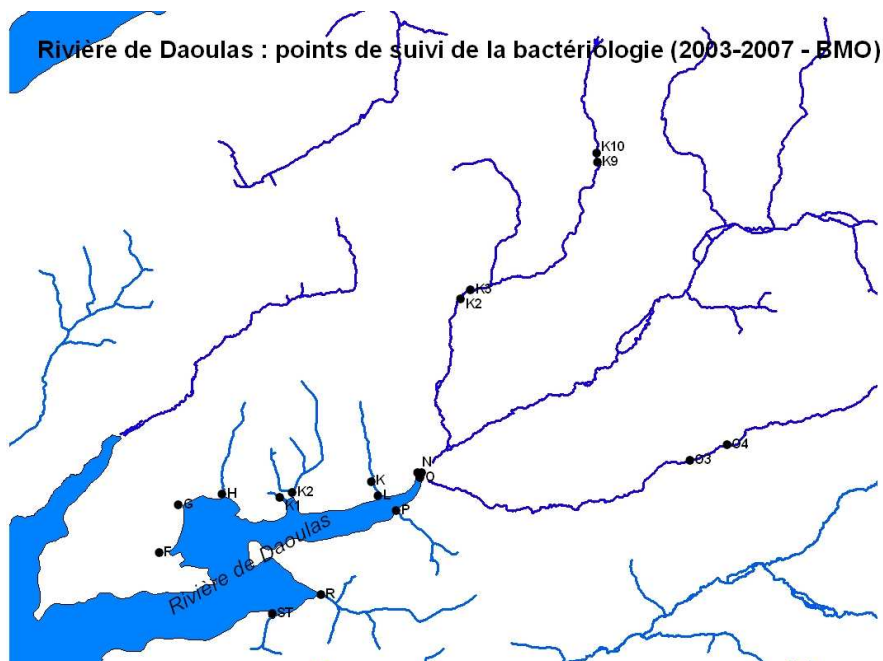 Rivière de Daoulas : points de suivi de la bactériologie (2003-2007 - BMO)
K10
K9
K3
K2
O4
O3
N
O
K
K2
H
L
K1
G
P
Rivière de Daoulas
F
R
ST